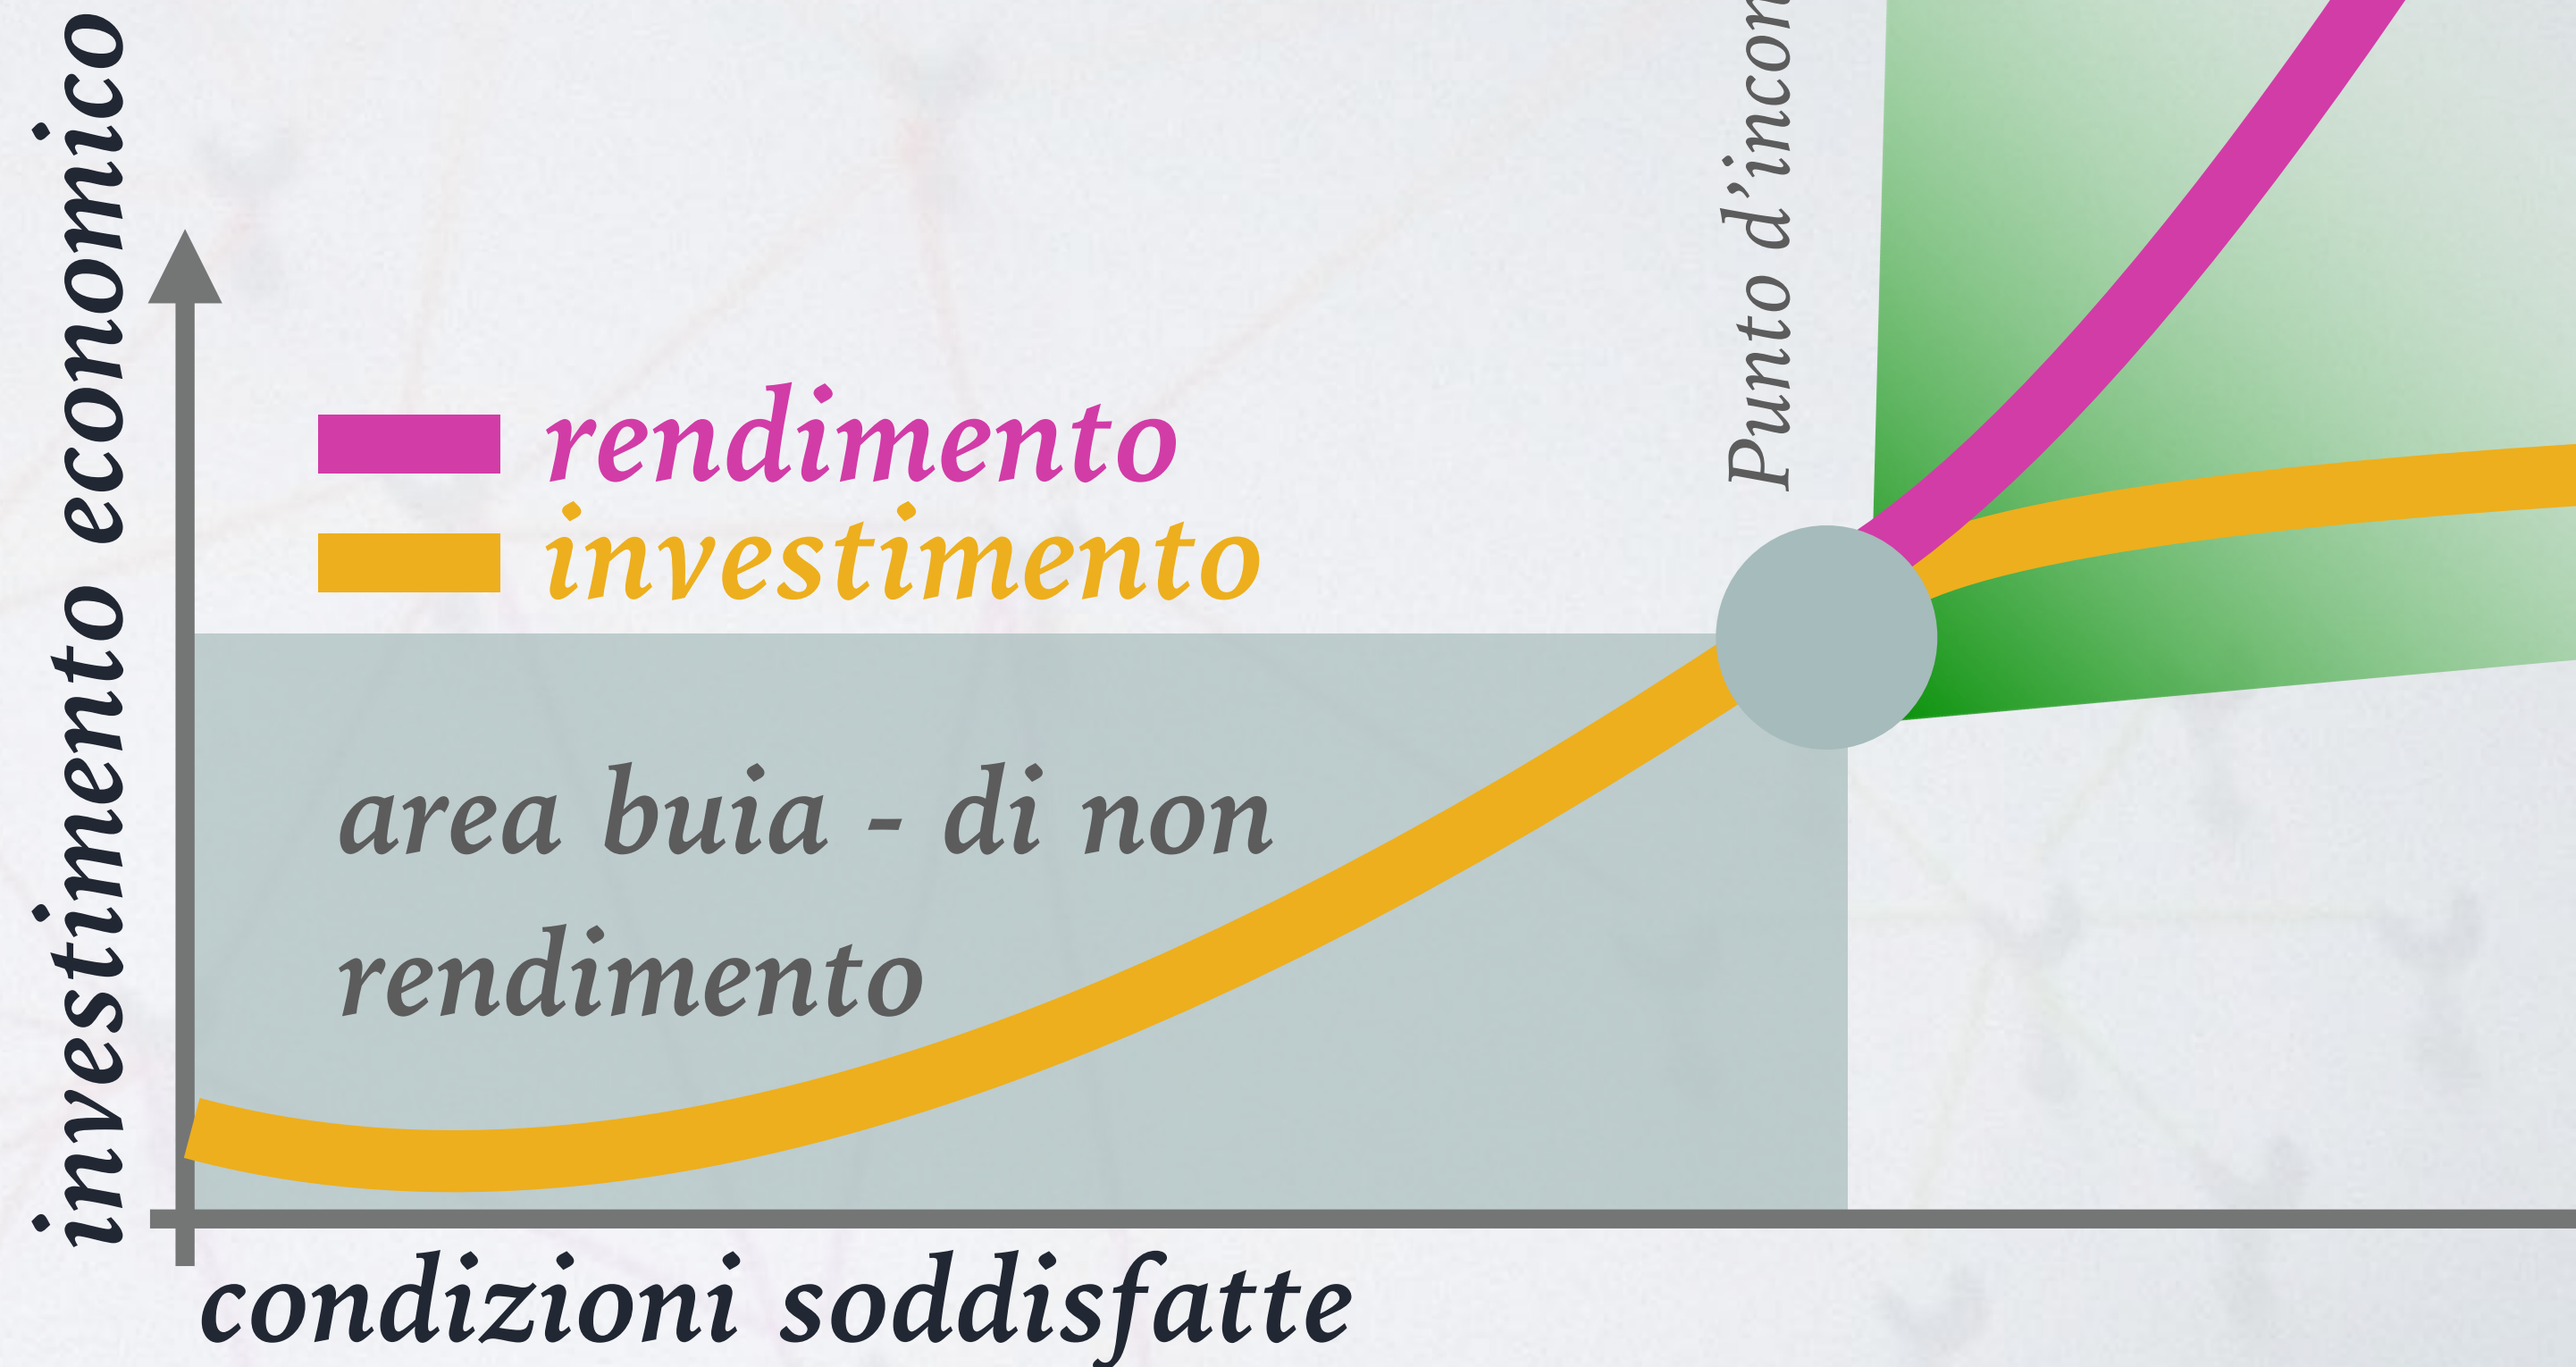 investimento economico
rendimento
investimento
Punto d'incon
area buia - di non
rendimento
condizioni soddisfatte